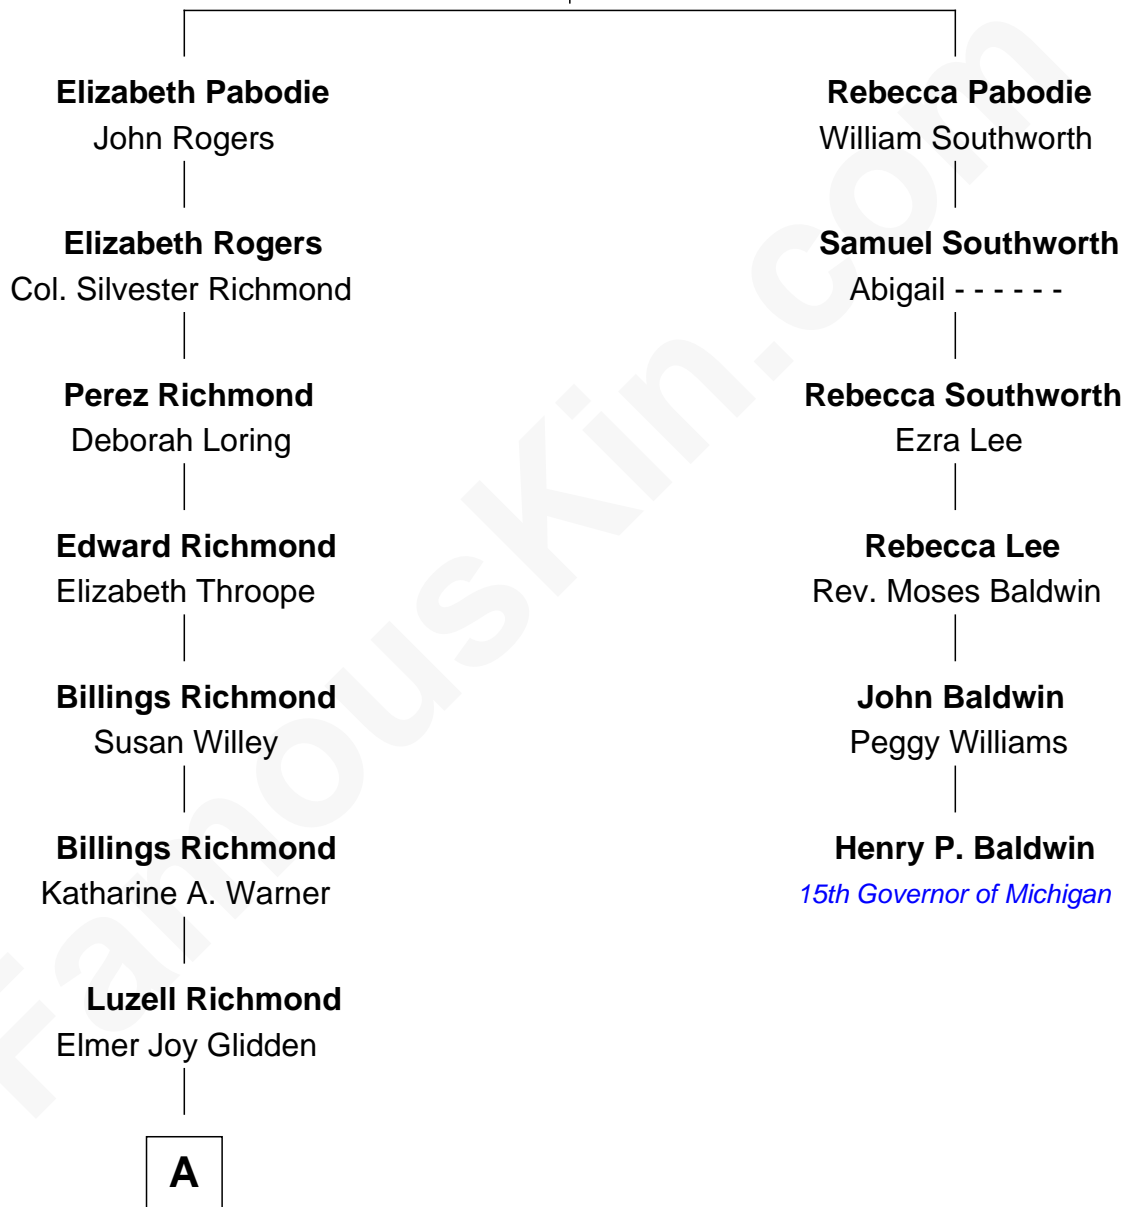 Elizabeth Pabodie
John Rogers
Rebecca Pabodie
William Southworth
Elizabeth Rogers
Col. Silvester Richmond
Samuel Southworth
Abigail - - - - - -
Perez Richmond
Deborah Loring
Rebecca Southworth
Ezra Lee
Edward Richmond
Elizabeth Throope
Rebecca Lee
Rev. Moses Baldwin
Billings Richmond
Susan Willey
John Baldwin
Peggy Williams
Billings Richmond
Katharine A. Warner
Henry P. Baldwin
15th Governor of Michigan
Luzell Richmond
Elmer Joy Glidden
A
FamousKin.com